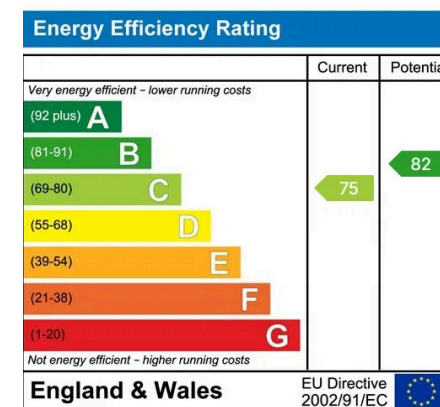 Energy Efficiency Rating
Current Potentia
Very energy efficient - lower running costs
(92 plus) A
(81-91) B
82
(69-80) C
75
(55-68) D
(39-54) E
(21-38) F
(1-20) G
Not energy efficient - higher running costs
England & Wales
EU Directive
2002/91/EC